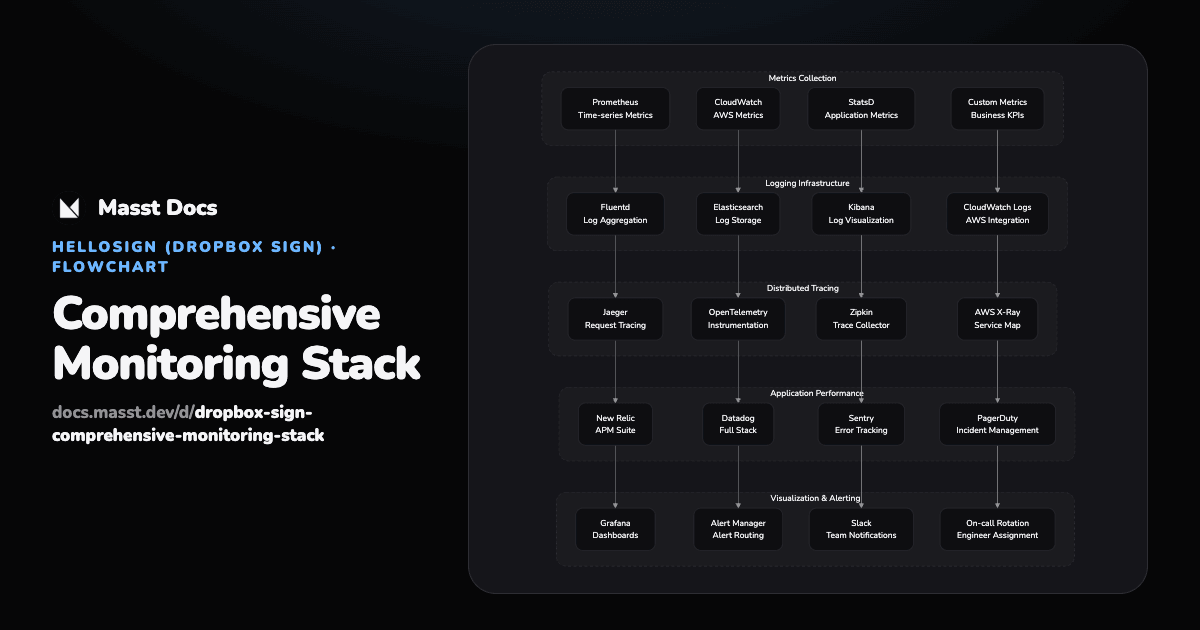 Masst Docs
HELLOSIGN (DROPBOX SIGN) ·
FLOWCHART
Comprehensive
Monitoring Stack
docs.masst.dev/d/dropbox-sign-
comprehensive-monitoring-stack
Metrics Collection
Prometheus
Time-series Metrics
CloudWatch
AWS Metrics
StatsD
Application Metrics
Custom Metrics
Business KPIs
Logging Infrastructure
Fluentd
Log Aggregation
Elasticsearch
Log Storage
Kibana
Log Visualization
CloudWatch Logs
AWS Integration
Distributed Tracing
Jaeger
Request Tracing
OpenTelemetry
Instrumentation
Zipkin
Trace Collector
AWS X-Ray
Service Map
Application Performance
New Relic
APM Suite
Datadog
Full Stack
Sentry
Error Tracking
PagerDuty
Incident Management
Visualization & Alerting
Grafana
Dashboards
Alert Manager
Alert Routing
Slack
Team Notifications
On-call Rotation
Engineer Assignment